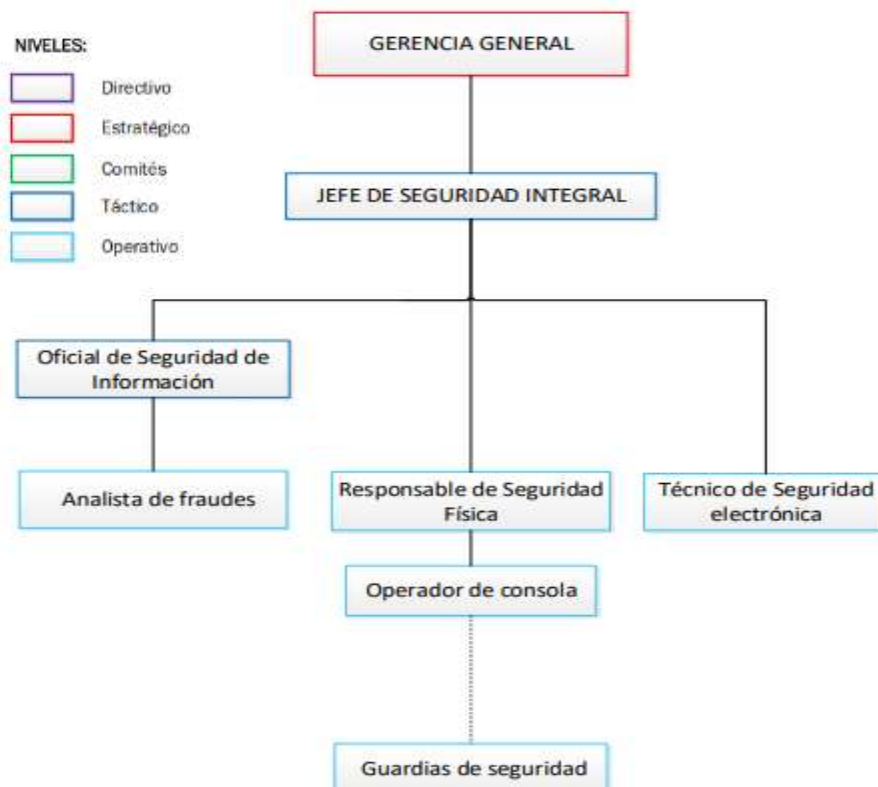 GERENCIA GENERAL
NIVELES:
Directivo
Estratégico
Comités
Táctico
Operativo
JEFE DE SEGURIDAD INTEGRAL
Oficial de Seguridad de
Información
Analista de fraudes
Responsable de Seguridad
Física
Técnico de Seguridad
electrónica
Operador de consola
Guardias de seguridad